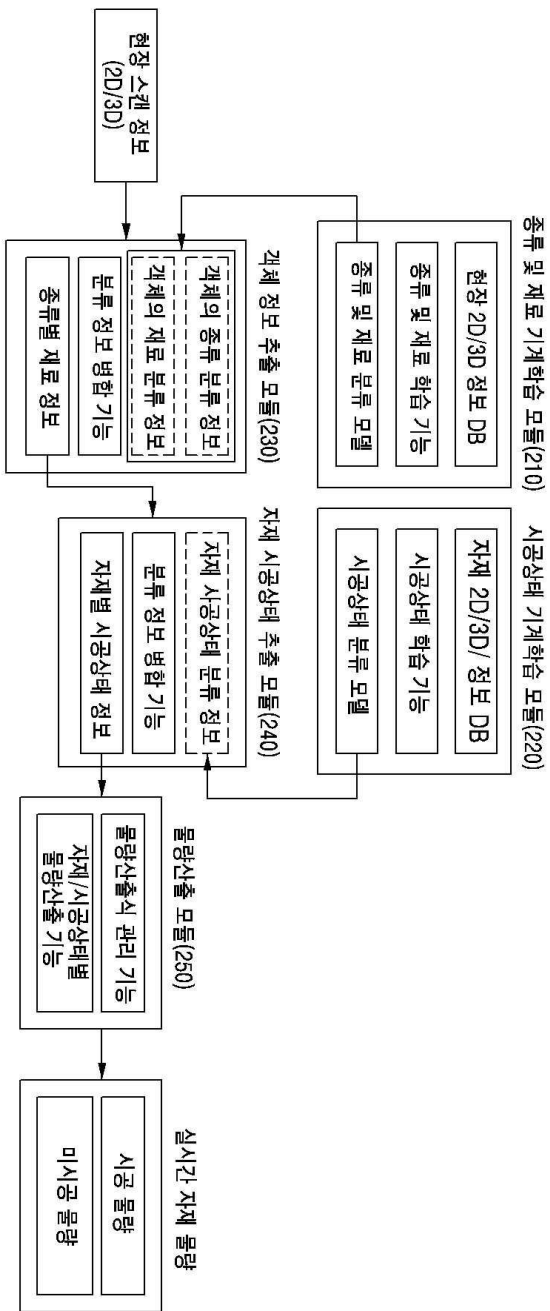 종류 및 재료 기계학습 모듈(210)
현장 2D/3D 정보 DB
종류 및 재료 학습 기능
종류 및 재료 분류 모델
시공상태 기계학습 모듈(220)
자재 2D/3D/ 정보 DB
시공상태 학습 기능
시공상태 분류 모델
현장 스캔 정보
(2D/3D)
객체 정보 추출 모듈(230)
객체의 종류 분류 정보
객체의 재료 분류 정보
분류 정보 병합 기능
종류별 재료 정보
자재 시공상태 추출 모듈(240)
자재 시공상태 분류 정보
분류 정보 병합 기능
자재별 시공상태 정보
물량산출 모듈(250)
물량산출식 관리 기능
자재/시공상태별
물량산출 기능
실시간 자재 물량
시공 물량
미시공 물량